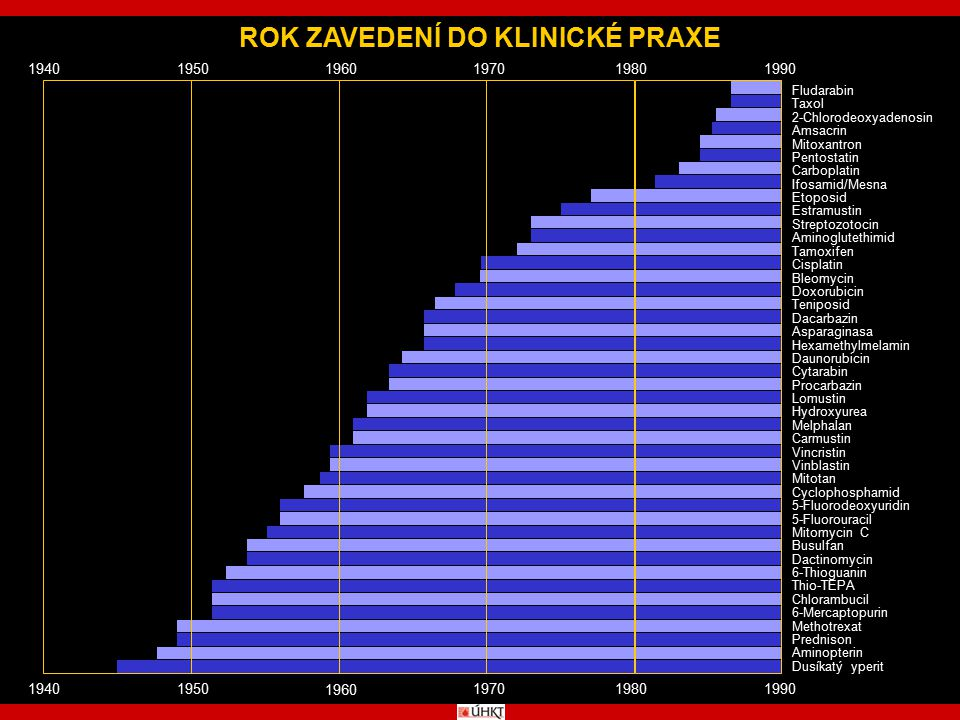 ROK ZAVEDENÍ DO KLINICKÉ PRAXE
1940 1950 1960 1970 1980 1990
Fludarabin
Taxol
2-Chlorodeoxyadenosin
Amsacrin
Mitoxantron
Pentostatin
Carboplatin
Ifosamid/Mesna
Etoposid
Estramustin
Streptozotocin
Aminoglutethimid
Tamoxifen
Cisplatin
Bleomycin
Doxorubicin
Teniposid
Dacarbazin
Asparaginasa
Hexamethylmelamin
Daunorubicin
Cytarabin
Procarbazin
Lomustin
Hydroxyurea
Melphalan
Carmustin
Vincristin
Vinblastin
Mitotan
Cyclophosphamid
5-Fluorodeoxyuridin
5-Fluorouracil
Mitomycin C
Busulfan
Dactinomycin
6-Thioguanin
Thio-TEPA
Chlorambucil
6-Mercaptopurin
Methotrexat
Prednison
Aminopterin
Dusíkatý yperit
1940 1950 1960 1970 1980 1990
ÚHKT